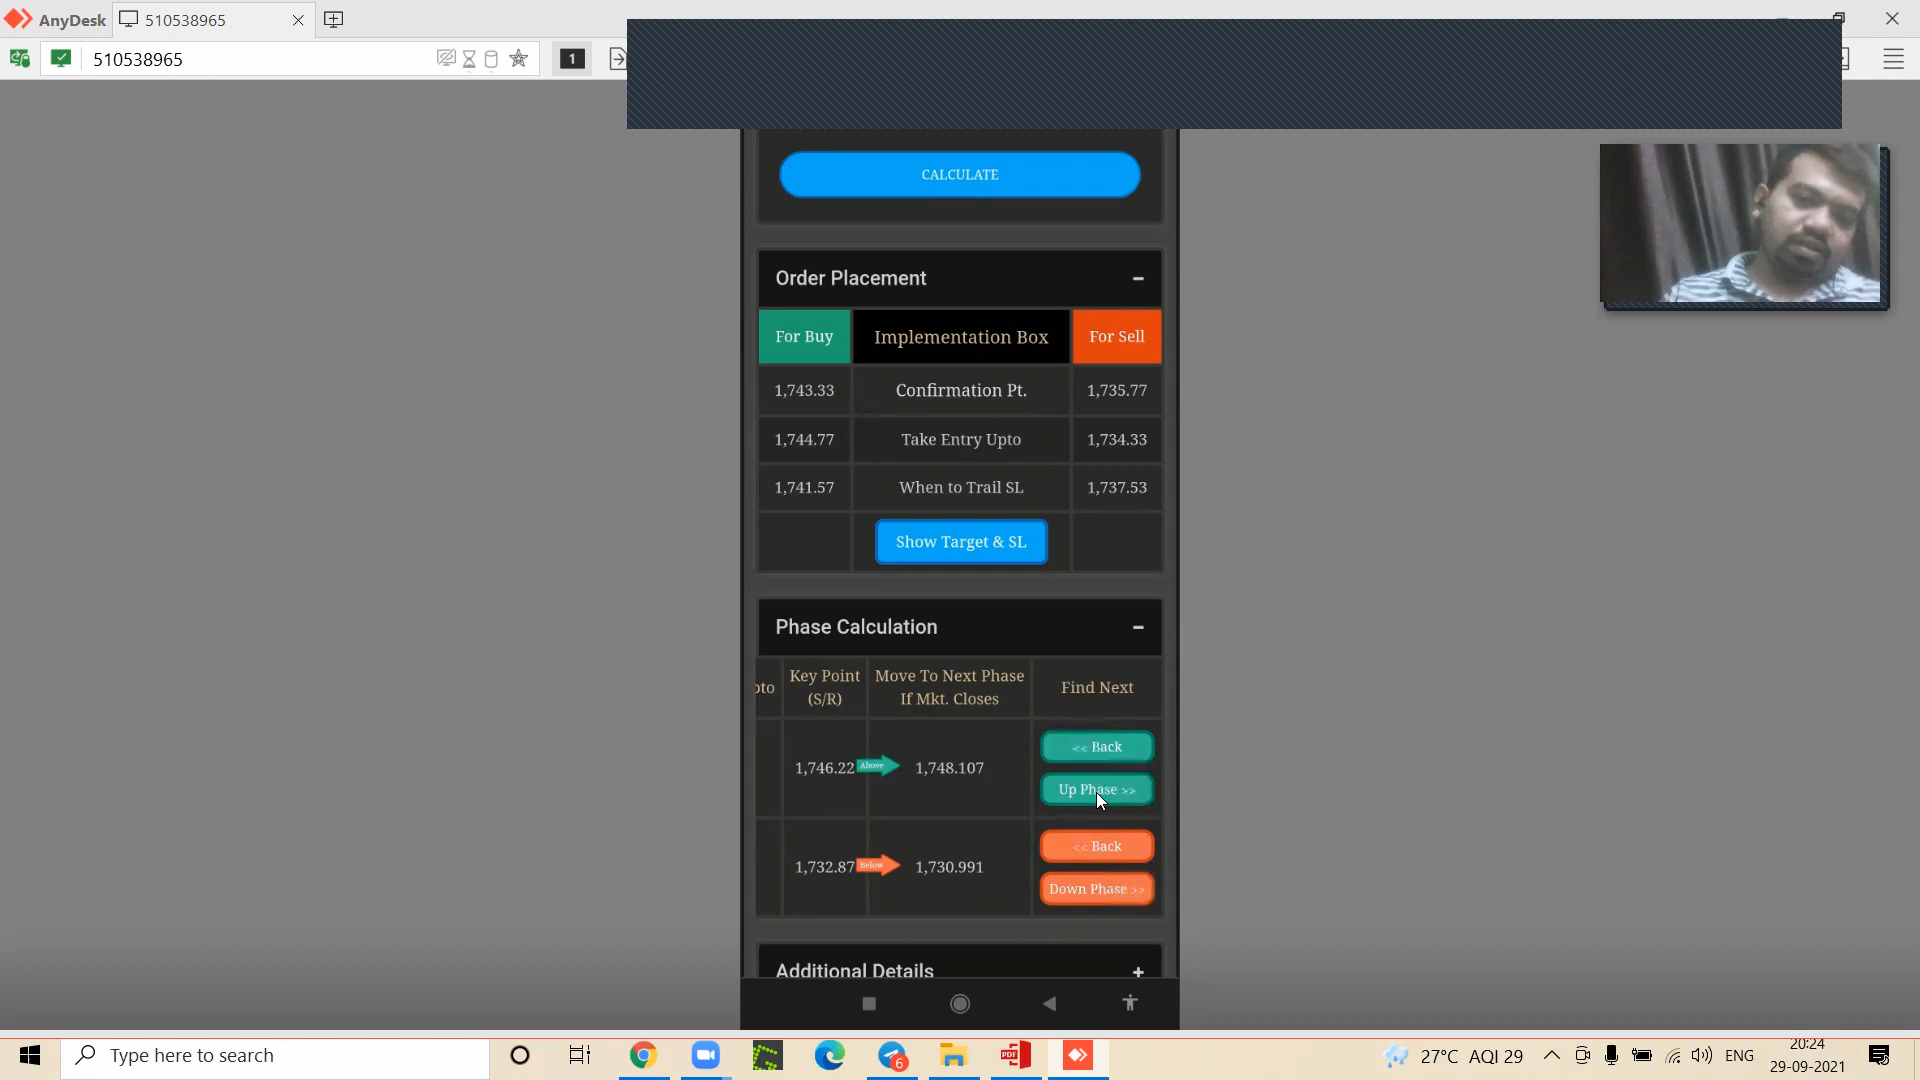 AnyDesk
510538965
510538965
1
CALCULATE
Order Placement
For Buy Implementation Box For Sell
1,743.33 Confirmation Pt. 1,735.77
1,744.77 Take Entry Upto 1,734.33
1,741.57 When to Trail SL 1,737.53
Show Target & SL
Phase Calculation
Key Point
(S/R)
Move To Next Phase
If Mkt. Closes
Find Next
<< Back
1,746.22 Above 1,748.107
Up Phase >>
<< Back
1,732.87 Below 1,730.991
Down Phase >>
Additional Details
Type here to search
6
PDF
27°C AQI 29
ENG
20:24
29-09-2021